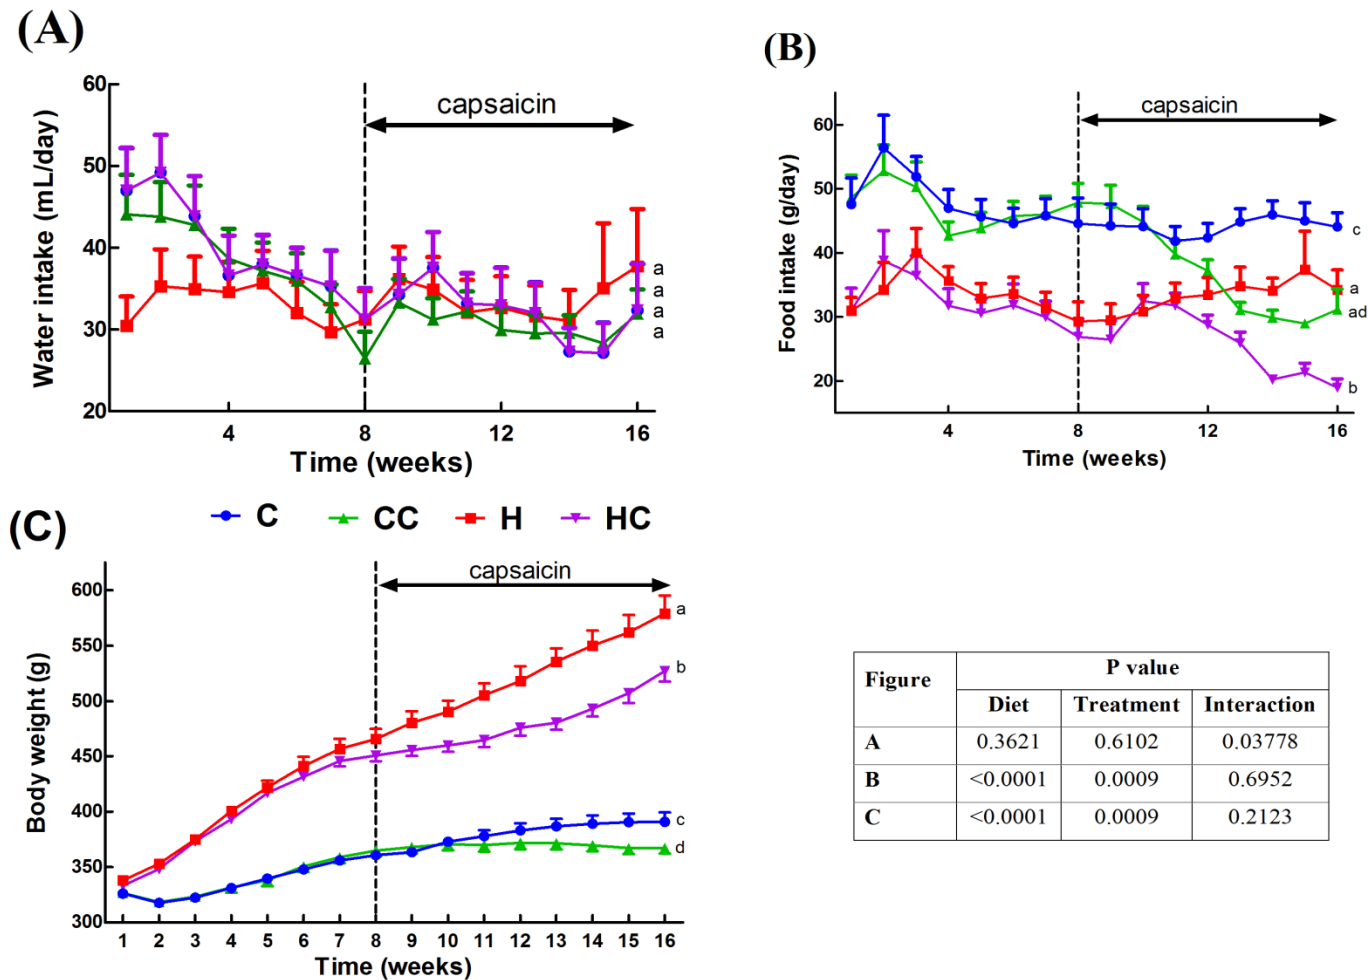 (A)
60
50
40
30
20
Water intake (mL/day)
capsaicin
a
a
a
a
4
8
12
16
Time (weeks)
(B)
60
50
40
30
20
Food intake (g/day)
capsaicin
c
a
ad
b
4
8
12
16
Time (weeks)
(C)
C CC H HC
600
550
500
450
400
350
300
Body weight (g)
capsaicin
a
b
c
d
1 2 3 4 5 6 7 8 9 10 11 12 13 14 15 16
Time (weeks)
Figure P value
Diet Treatment Interaction
A 0.3621 0.6102 0.03778
B <0.0001 0.0009 0.6952
C <0.0001 0.0009 0.2123